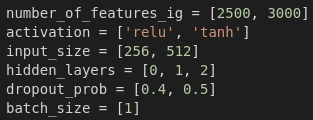 number_of_features_ig = [2500, 3000]
activation = ['relu', 'tanh']
input_size = [256, 512]
hidden_layers = [0, 1, 2]
dropout_prob = [0.4, 0.5]
batch_size = [1]